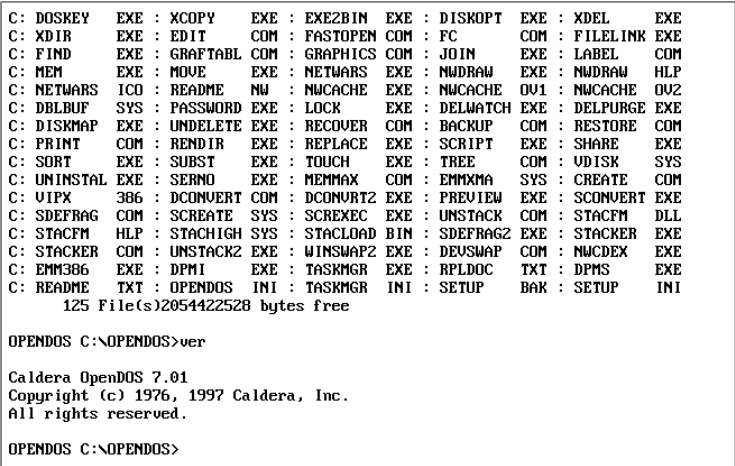 C: DOSKEY   EXE : XCOPY    EXE : EXE2BIN  EXE : DISKOPT  EXE : XDEL     EXE
C: XDIR     EXE : EDIT     COM : FASTOPEN COM : FC       COM : FILELINK EXE
C: FIND     EXE : GRAFTABL COM : GRAPHICS COM : JOIN     EXE : LABEL    COM
C: MEM      EXE : MOVE     EXE : NETWARS  EXE : NWDRAW   EXE : NWDRAW   HLP
C: NETWARS  ICO : README   NW  : NWCACHE  EXE : NWCACHE  OV1 : NWCACHE  OV2
C: DBLBUF   SYS : PASSWORD EXE : LOCK     EXE : DELWATCH EXE : DELPURGE EXE
C: DISKMAP  EXE : UNDELETE EXE : RECOVER  COM : BACKUP   COM : RESTORE  COM
C: PRINT    COM : RENDIR   EXE : REPLACE  EXE : SCRIPT   EXE : SHARE    EXE
C: SORT     EXE : SUBST    EXE : TOUCH    EXE : TREE     COM : VDISK    SYS
C: UNINSTAL EXE : SERNO    EXE : MEMMAX   COM : EMMXMA   SYS : CREATE   COM
C: VIPX     386 : DCONVERT COM : DCONVRT2 EXE : PREVIEW  EXE : SCONVERT EXE
C: SDEFRAG  COM : SCREATE  SYS : SCREXEC  EXE : UNSTACK  COM : STACFM   DLL
C: STACFM   HLP : STACHIGH SYS : STACLOAD BIN : SDEFRAG2 EXE : STACKER  EXE
C: STACKER  COM : UNSTACK2 EXE : WINSWAP2 EXE : DEVSWAP  COM : NWCDEX   EXE
C: EMM386   EXE : DPMI     EXE : TASKMGR  EXE : RPLDOC   TXT : DPMS     EXE
C: README   TXT : OPENDOS  INI : TASKMGR  INI : SETUP    BAK : SETUP    INI
125 File(s)2054422528 bytes free
OPENDOS C:\OPENDOS>ver
Caldera OpenDOS 7.01
Copyright (c) 1976, 1997 Caldera, Inc.
All rights reserved.
OPENDOS C:\OPENDOS>